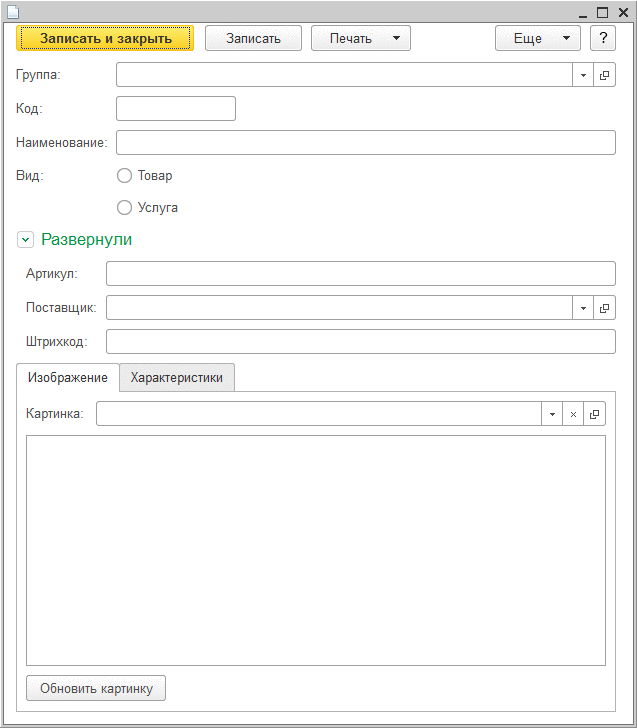 Записать и закрыть Записать Печать Еще ?
Группа:
Код:
Наименование:
Вид: Товар
Услуга
Развернули
Артикул:
Поставщик:
Штрихкод:
Изображение Характеристики
Картинка:
Обновить картинку